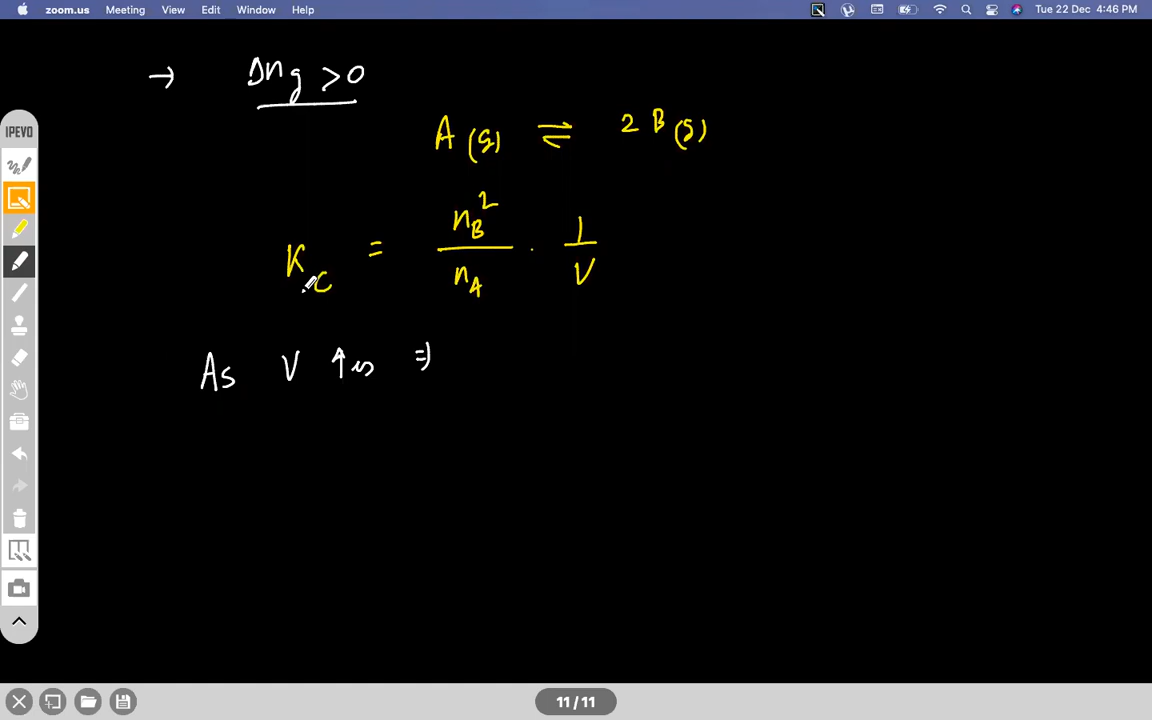 zoom.us Meeting View Edit Window Help Tue 22 Dec 4:46 PM
→ Δng >0
IPEVO
A(g) ⇌ 2 B(g)
Kc = nB² / nA · 1 / V
As V ↑es ⇒
11 / 11